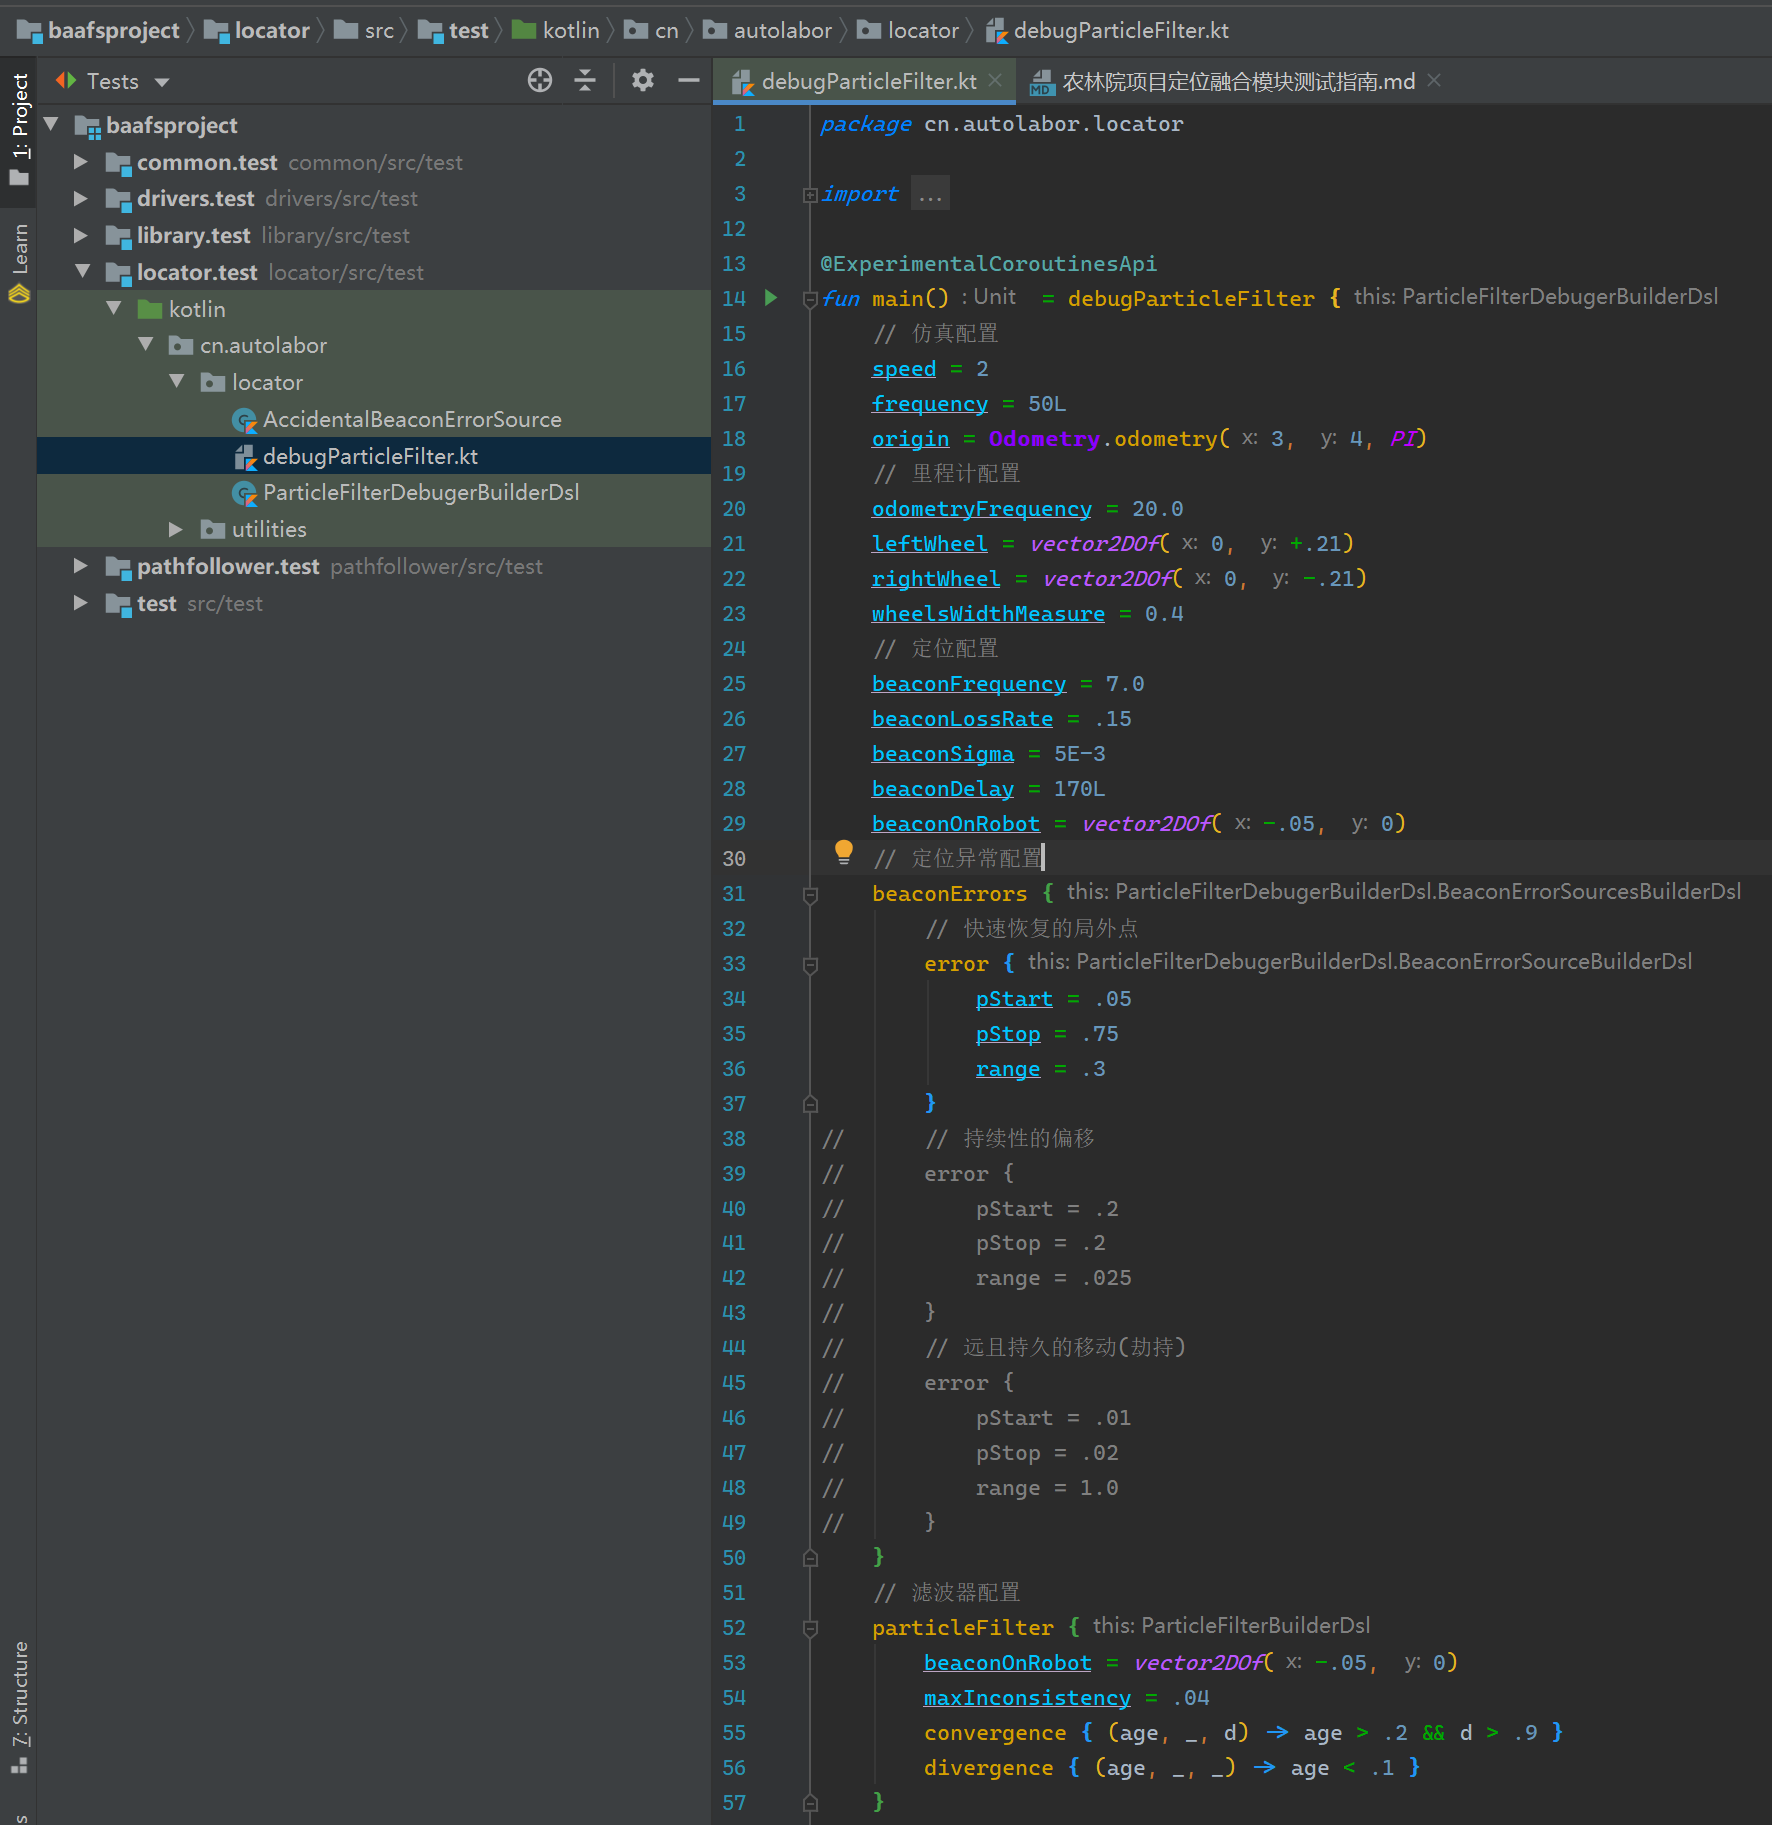 baafsproject locator src test kotlin cn autolabor locator debugParticleFilter.kt
1: Project
Learn
7: Structure
Tests
baafsproject
common.test common/src/test
drivers.test drivers/src/test
library.test library/src/test
locator.test locator/src/test
kotlin
cn.autolabor
locator
AccidentalBeaconErrorSource
debugParticleFilter.kt
ParticleFilterDebugerBuilderDsl
utilities
pathfollower.test pathfollower/src/test
test src/test
debugParticleFilter.kt
MD 农林院项目定位融合模块测试指南.md
1 package cn.autolabor.locator
2
3 import ...
12
13 @ExperimentalCoroutinesApi
14 fun main() : Unit = debugParticleFilter { this: ParticleFilterDebugerBuilderDsl
15 // 仿真配置
16 speed = 2
17 frequency = 50L
18 origin = Odometry.odometry( x: 3, y: 4, PI)
19 // 里程计配置
20 odometryFrequency = 20.0
21 leftWheel = vector2DOf( x: 0, y: +.21)
22 rightWheel = vector2DOf( x: 0, y: -.21)
23 wheelsWidthMeasure = 0.4
24 // 定位配置
25 beaconFrequency = 7.0
26 beaconLossRate = .15
27 beaconSigma = 5E-3
28 beaconDelay = 170L
29 beaconOnRobot = vector2DOf( x: -.05, y: 0)
30 // 定位异常配置
31 beaconErrors { this: ParticleFilterDebugerBuilderDsl.BeaconErrorSourcesBuilderDsl
32 // 快速恢复的局外点
33 error { this: ParticleFilterDebugerBuilderDsl.BeaconErrorSourceBuilderDsl
34 pStart = .05
35 pStop = .75
36 range = .3
37 }
38 // // 持续性的偏移
39 // error {
40 // pStart = .2
41 // pStop = .2
42 // range = .025
43 // }
44 // // 远且持久的移动(劫持)
45 // error {
46 // pStart = .01
47 // pStop = .02
48 // range = 1.0
49 // }
50 }
51 // 滤波器配置
52 particleFilter { this: ParticleFilterBuilderDsl
53 beaconOnRobot = vector2DOf( x: -.05, y: 0)
54 maxInconsistency = .04
55 convergence { (age, _, d) -> age > .2 && d > .9 }
56 divergence { (age, _, _) -> age < .1 }
57 }